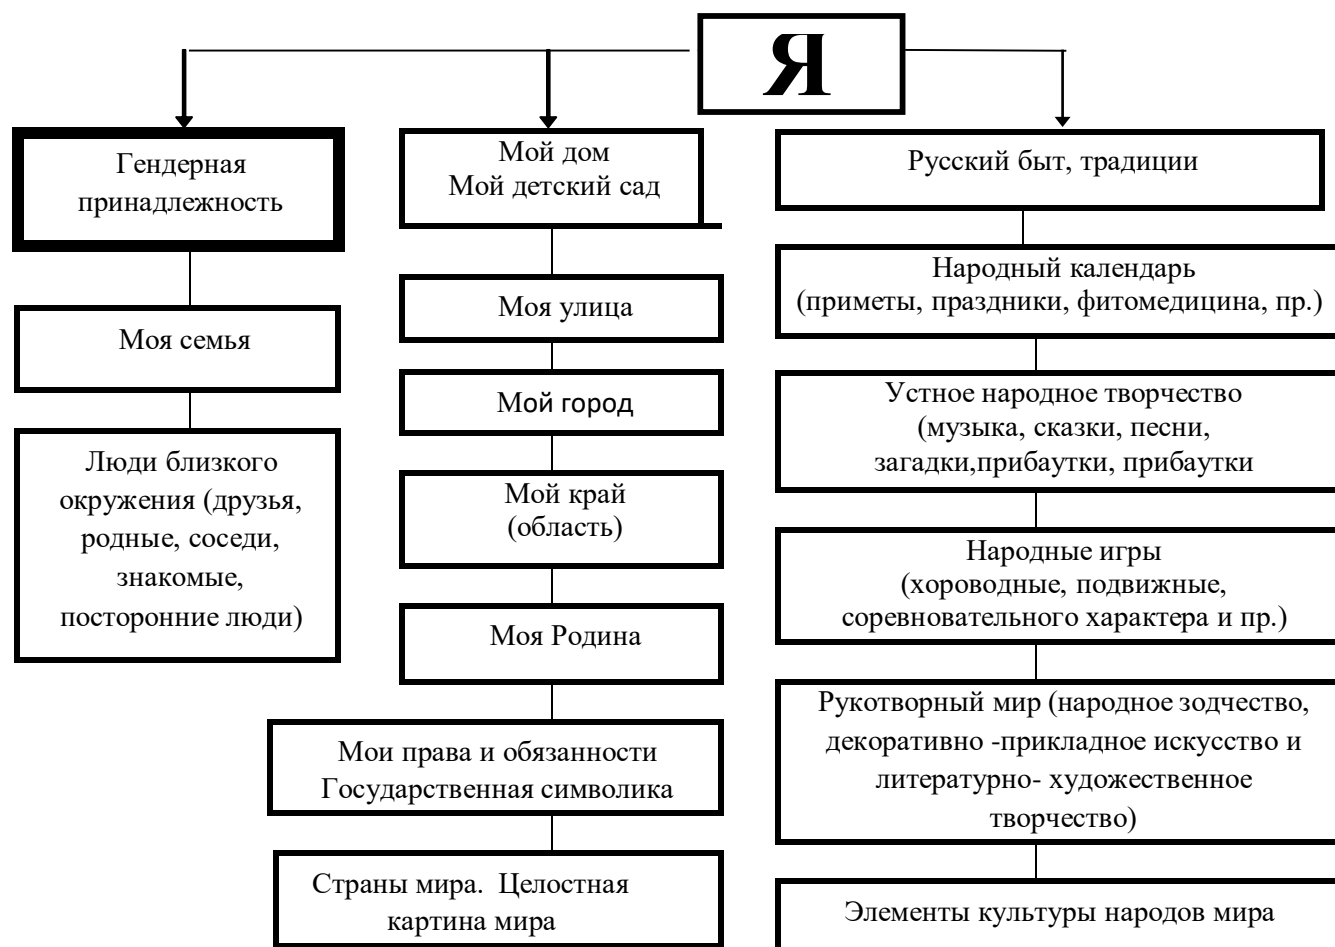 Я
Гендерная
принадлежность
Моя семья
Люди близкого
окружения (друзья,
родные, соседи,
знакомые,
посторонние люди)
Мой дом
Мой детский сад
Моя улица
Мой город
Мой край
(область)
Моя Родина
Мои права и обязанности
Государственная символика
Страны мира. Целостная
картина мира
Русский быт, традиции
Народный календарь
(приметы, праздники, фитомедицина, пр.)
Устное народное творчество
(музыка, сказки, песни,
загадки,прибаутки, прибаутки
Народные игры
(хороводные, подвижные,
соревновательного характера и пр.)
Рукотворный мир (народное зодчество,
декоративно -прикладное искусство и
литературно- художественное
творчество)
Элементы культуры народов мира